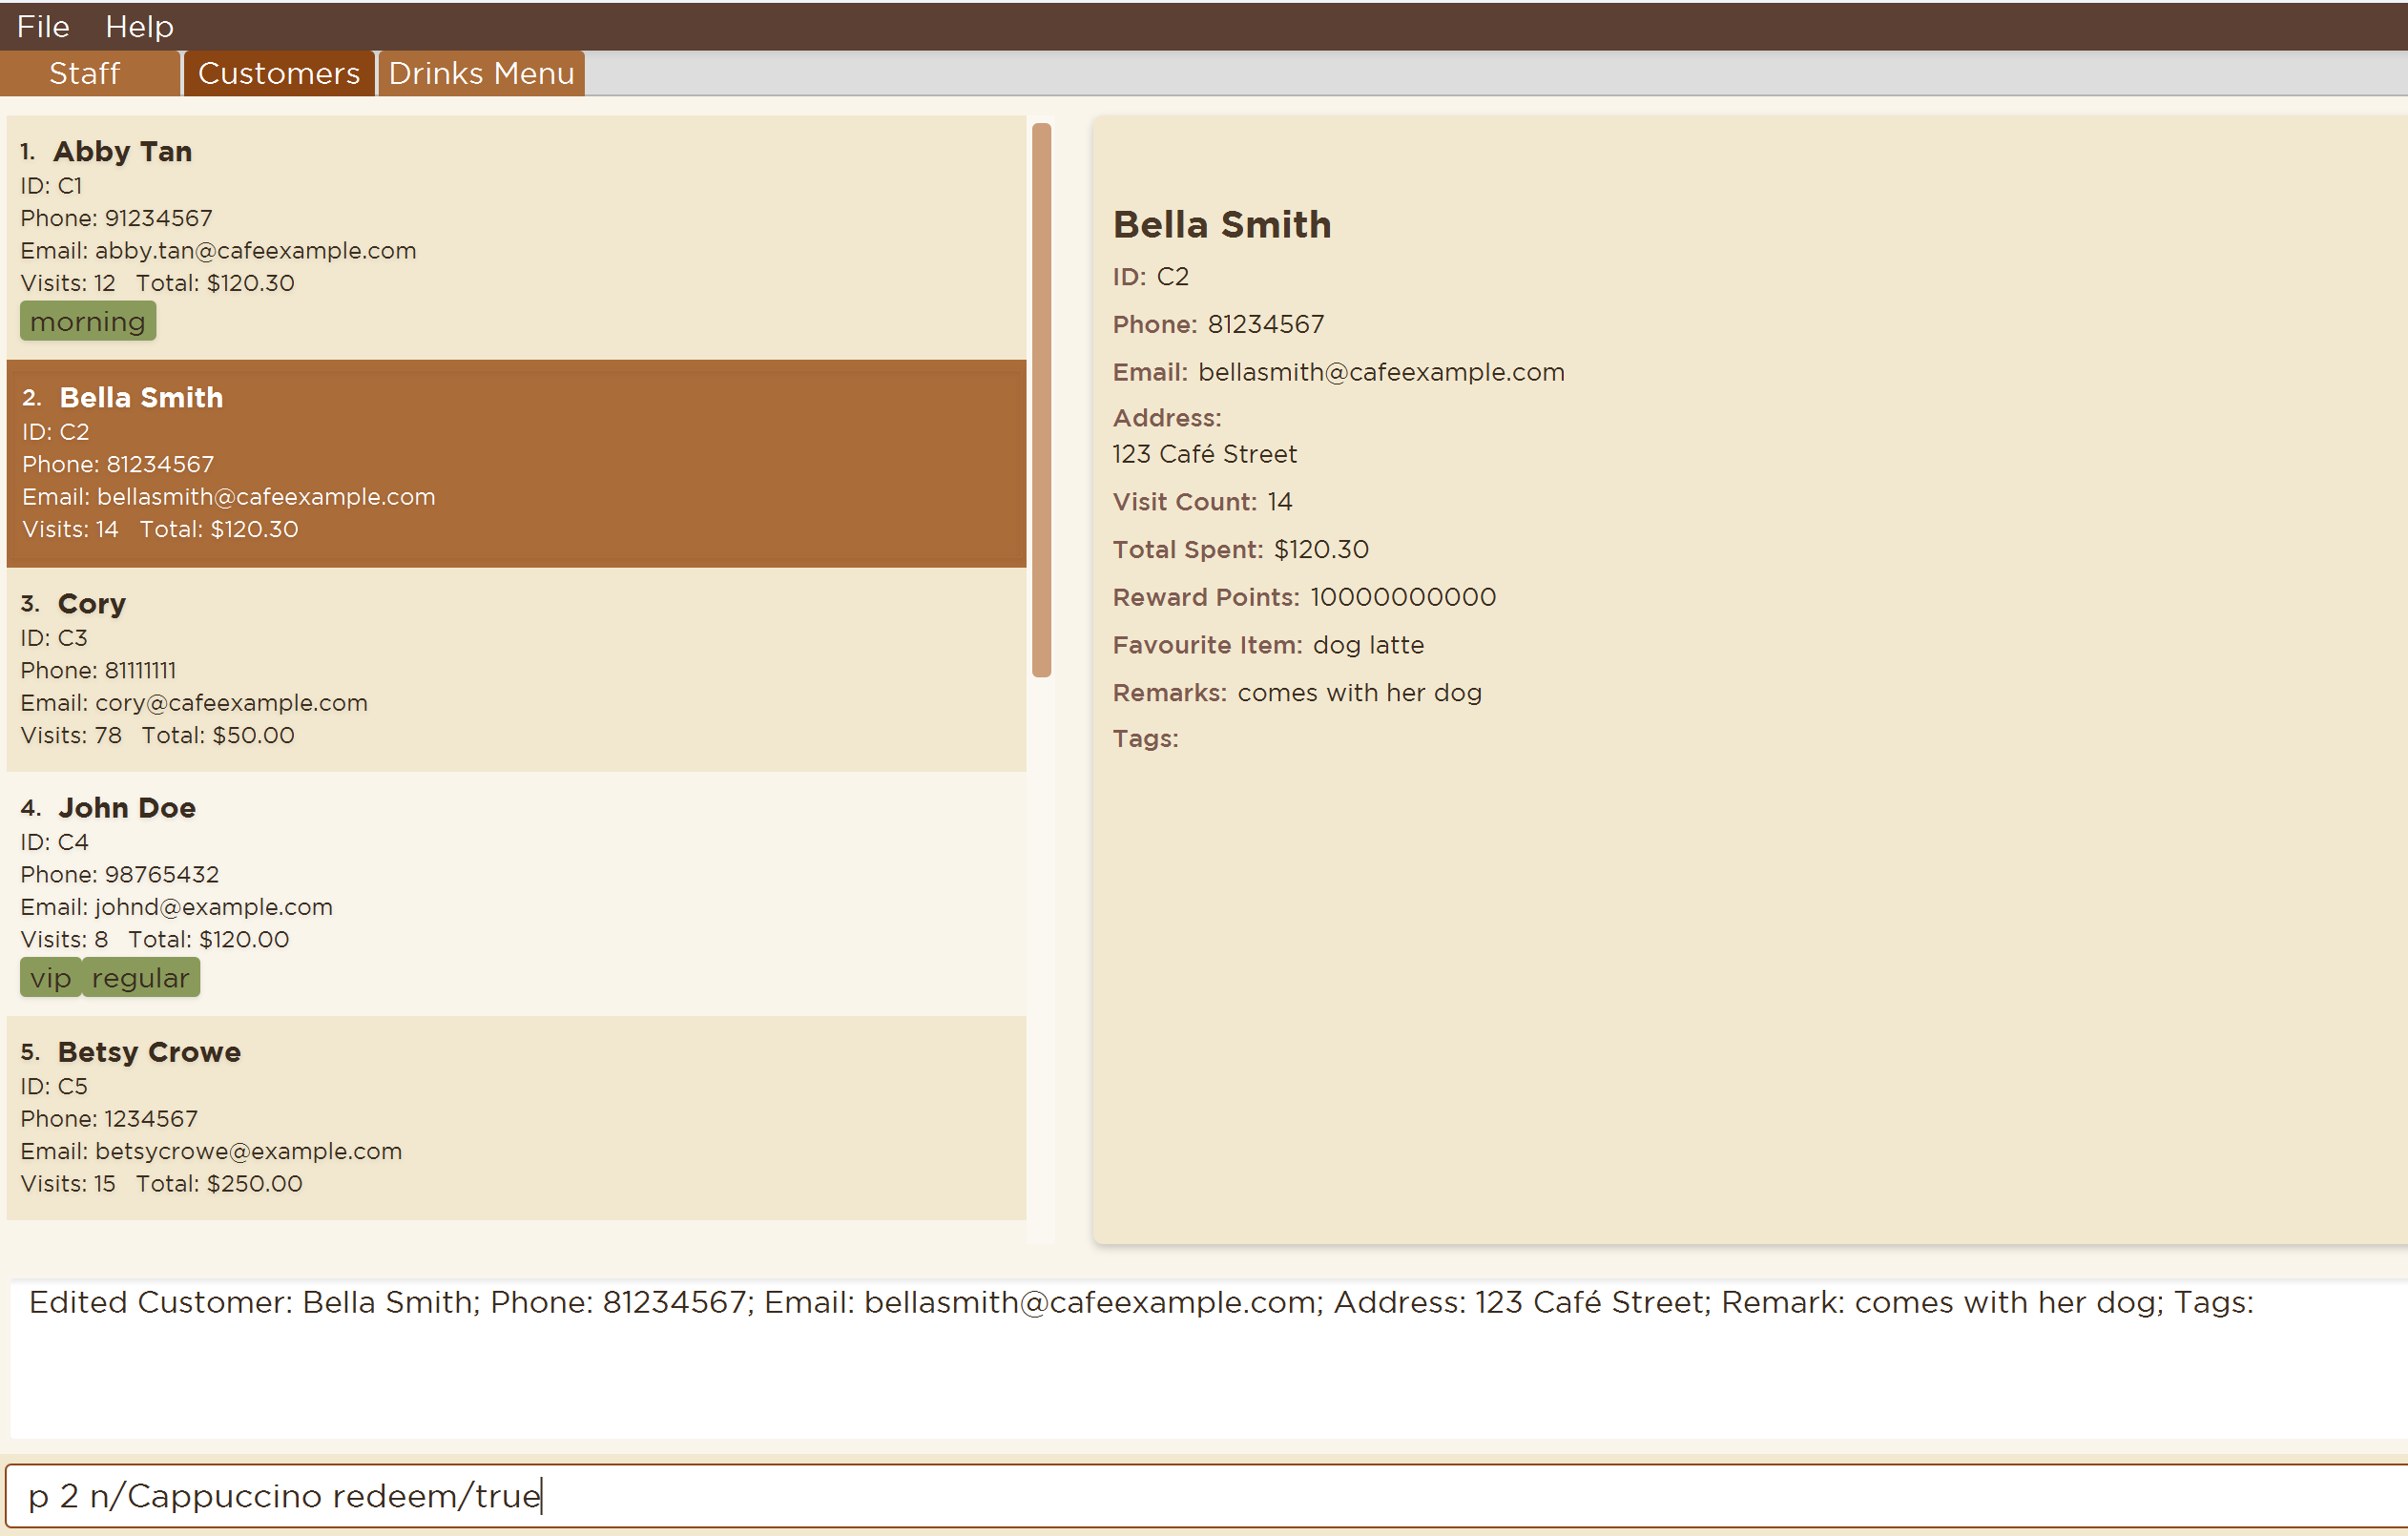 File Help
Staff Customers Drinks Menu
1. Abby Tan
ID: C1
Phone: 91234567
Email: abby.tan@cafeexample.com
Visits: 12 Total: $120.30
morning
2. Bella Smith
ID: C2
Phone: 81234567
Email: bellasmith@cafeexample.com
Visits: 14 Total: $120.30
3. Cory
ID: C3
Phone: 81111111
Email: cory@cafeexample.com
Visits: 78 Total: $50.00
4. John Doe
ID: C4
Phone: 98765432
Email: johnd@example.com
Visits: 8 Total: $120.00
vip regular
5. Betsy Crowe
ID: C5
Phone: 1234567
Email: betsycrowe@example.com
Visits: 15 Total: $250.00
Bella Smith
ID: C2
Phone: 81234567
Email: bellasmith@cafeexample.com
Address:
123 Café Street
Visit Count: 14
Total Spent: $120.30
Reward Points: 10000000000
Favourite Item: dog latte
Remarks: comes with her dog
Tags:
Edited Customer: Bella Smith; Phone: 81234567; Email: bellasmith@cafeexample.com; Address: 123 Café Street; Remark: comes with her dog; Tags:
p 2 n/Cappuccino redeem/true